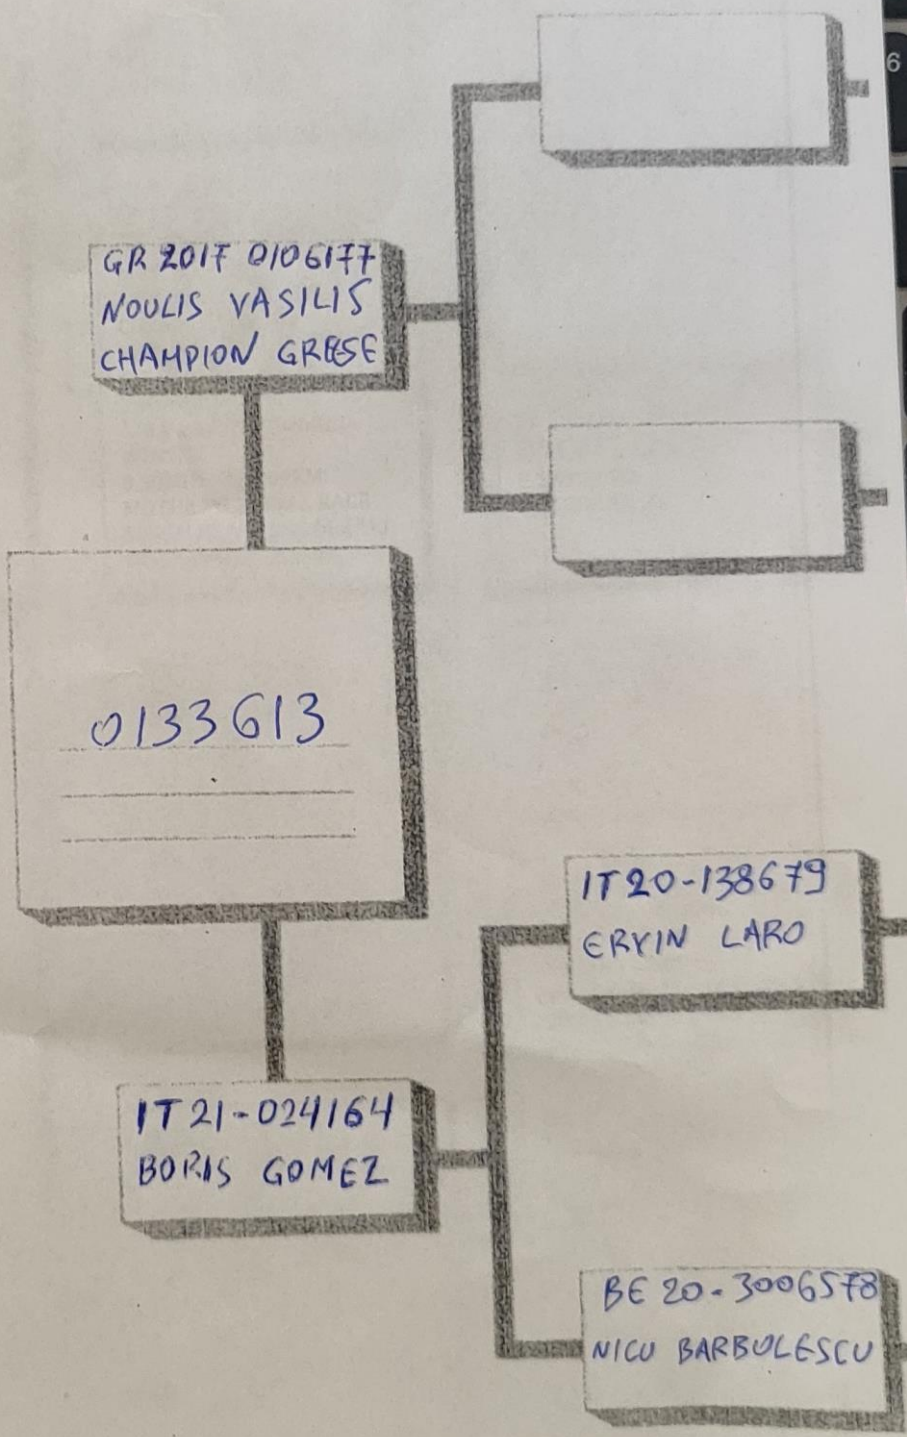 GR 2017 0106177
NOULIS VASILIS
CHAMPION GREESE
0133613
IT20-138679
ERVIN LARO
IT21-024164
BORIS GOMEZ
BE 20-3006578
NICU BARBULESCU
6